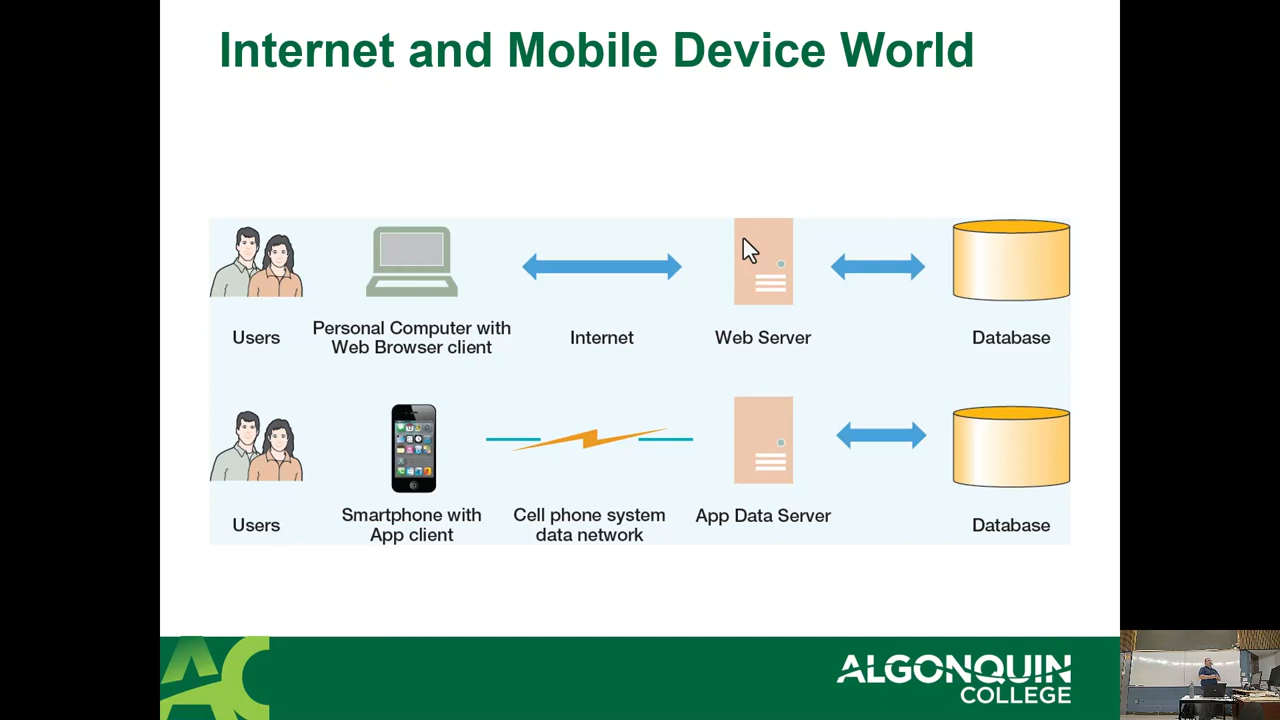 Internet and Mobile Device World
Users
Personal Computer with
Web Browser client
Internet
Web Server
Database
Users
Smartphone with
App client
Cell phone system
data network
App Data Server
Database
AC
ALGONQUIN
COLLEGE